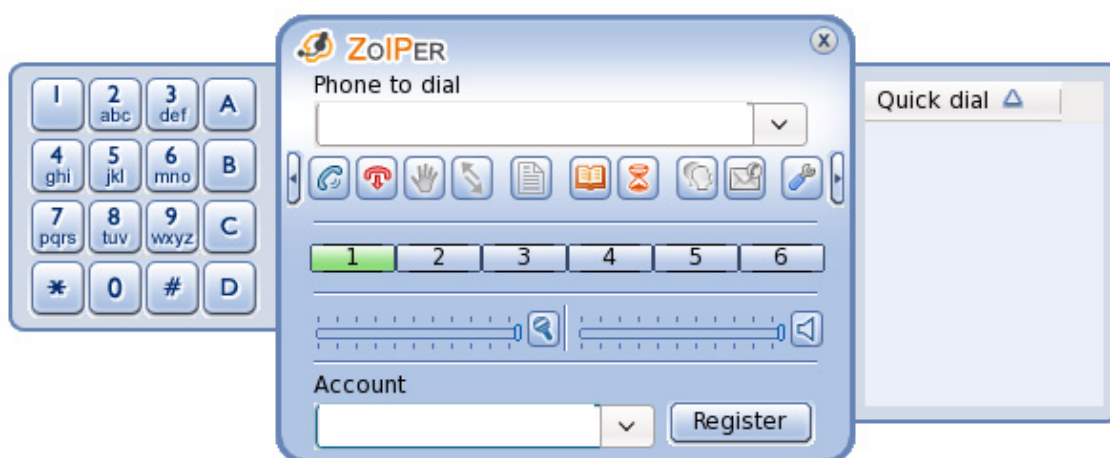 ZOIPER
Phone to dial
Quick dial
1 2 abc 3 def A
4 ghi 5 jkl 6 mno B
7 pqrs 8 tuv 9 wxyz C
* 0 # D
1 2 3 4 5 6
Account
Register